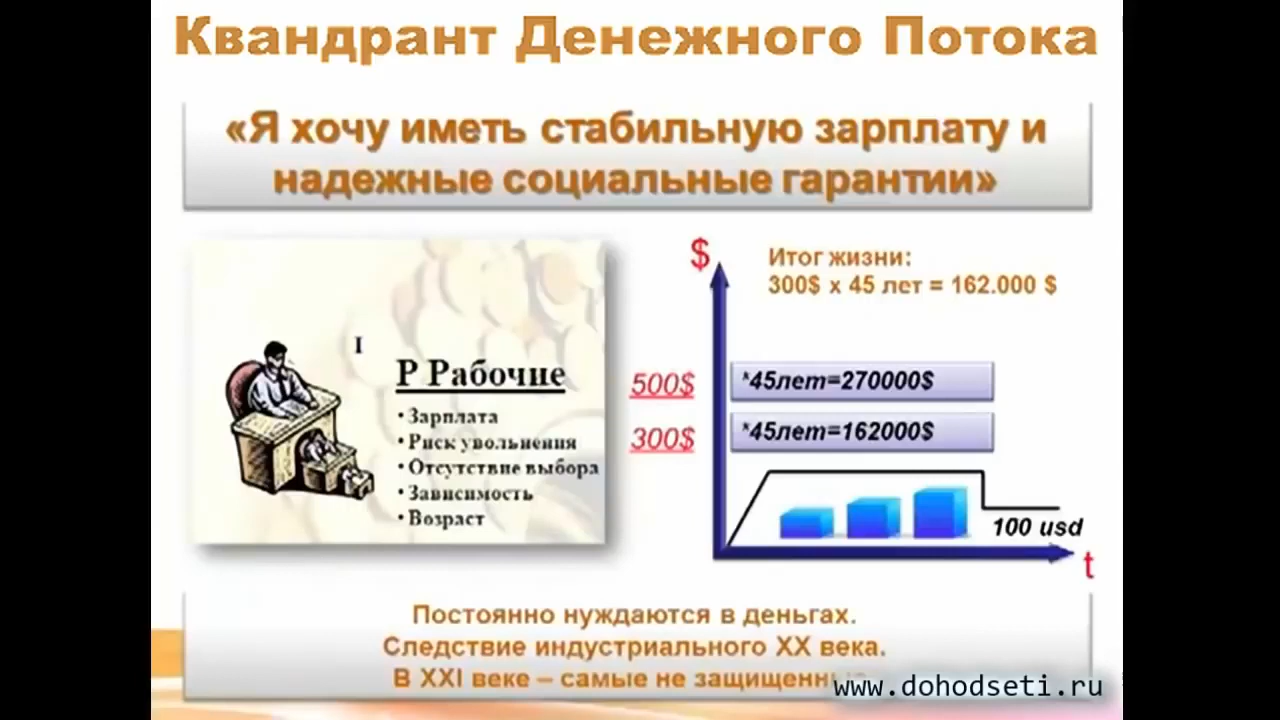 Квандрант Денежного Потока
«Я хочу иметь стабильную зарплату и
надежные социальные гарантии»
I
Р Рабочие
• Зарплата
• Риск увольнения
• Отсутствие выбора
• Зависимость
• Возраст
$
Итог жизни:
300$ x 45 лет = 162.000 $
500$
*45лет=270000$
300$
*45лет=162000$
100 usd
t
Постоянно нуждаются в деньгах.
Следствие индустриального XX века.
В XXI веке – самые не
www.dohodseti.ru